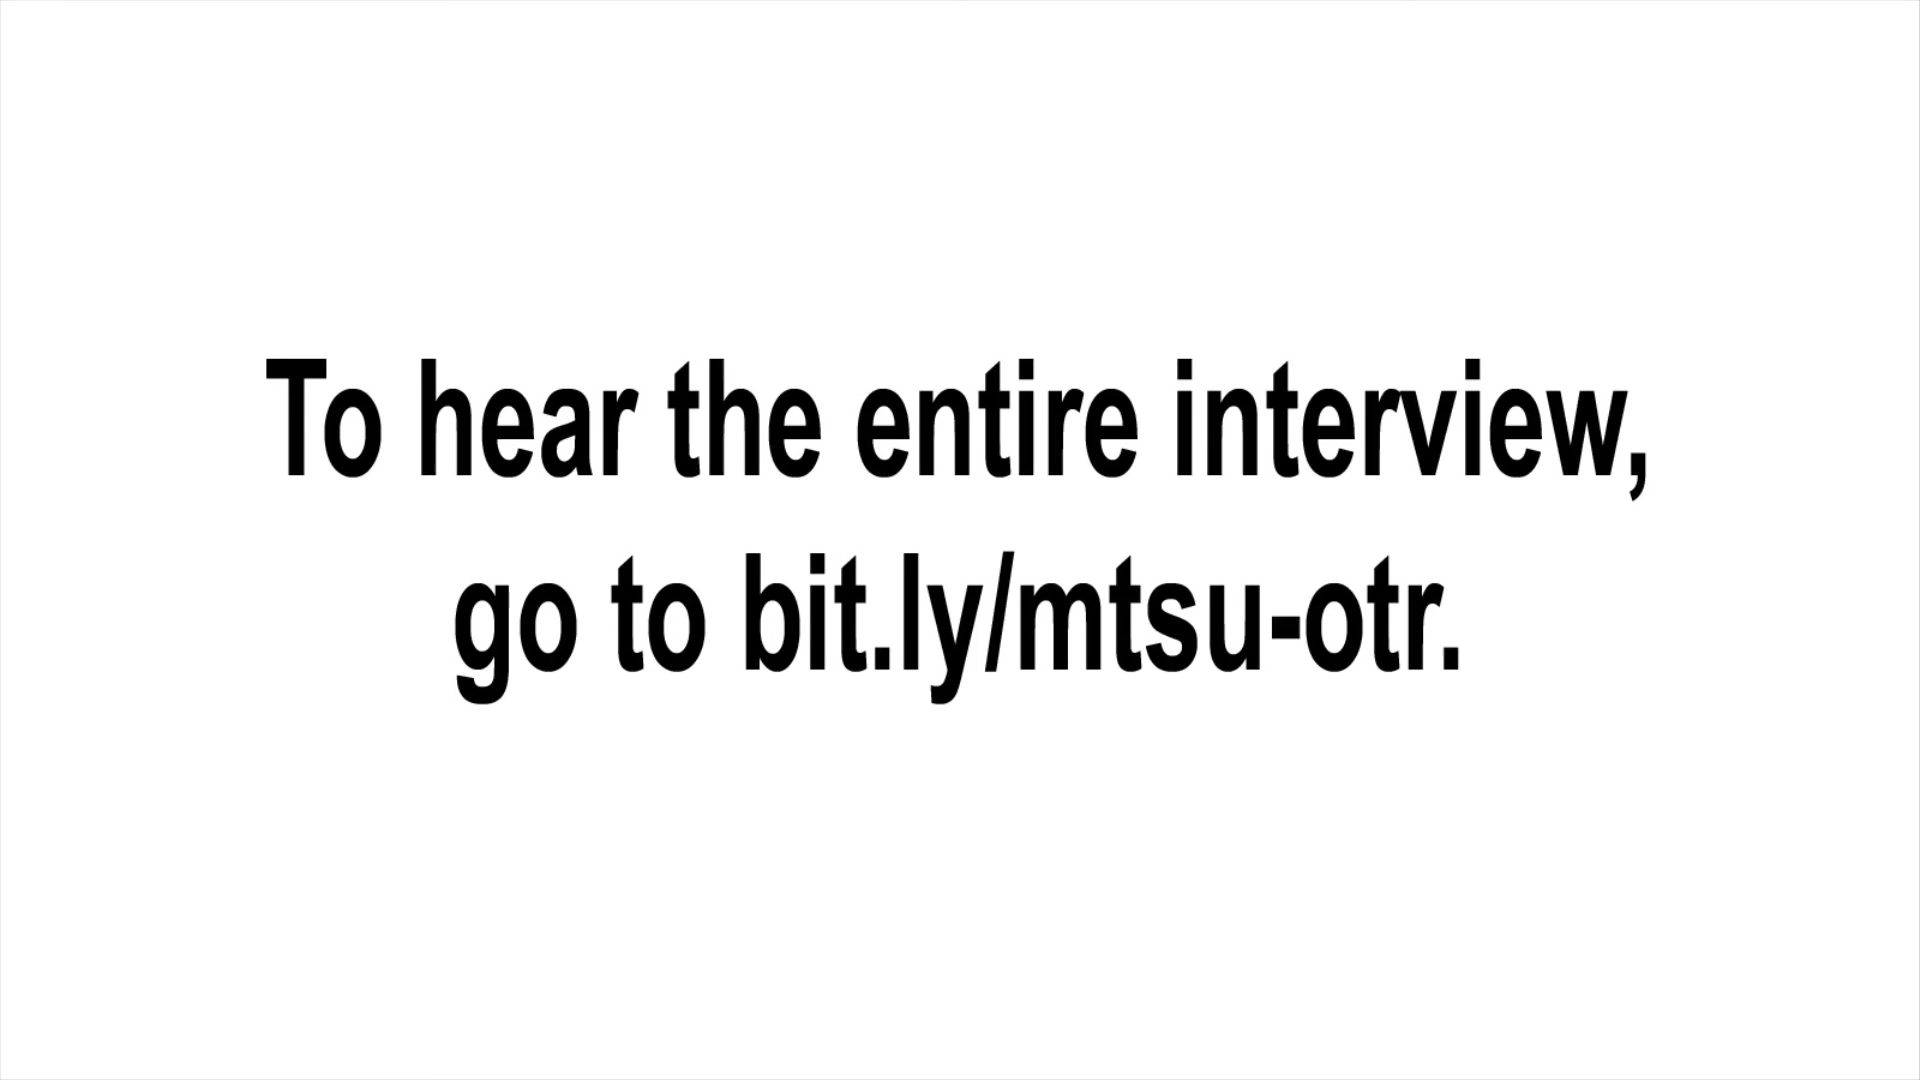 To hear the entire interview,
go to bit.ly/mtsu-otr.